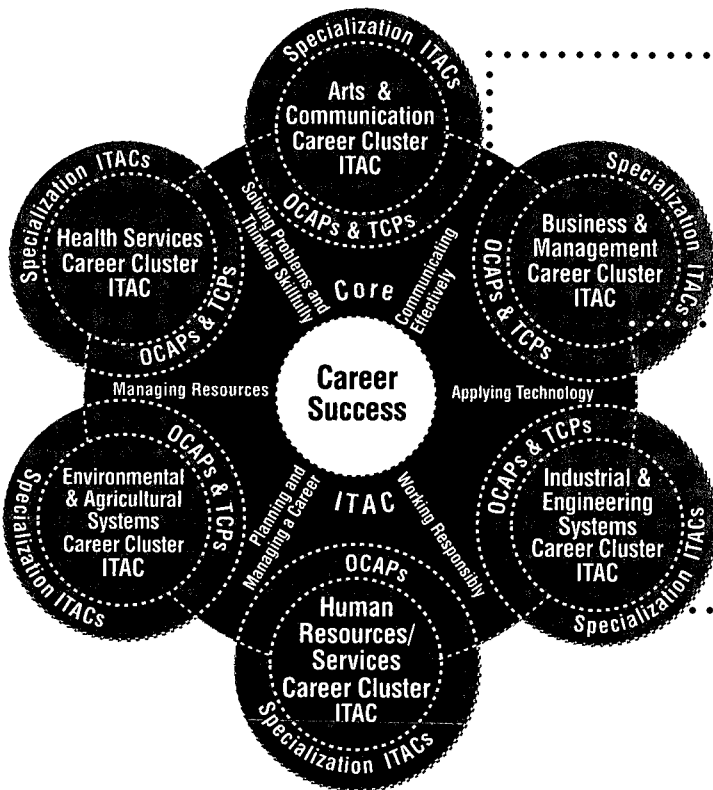 Specialization ITACs
Arts &
Communication
Career Cluster
ITAC
OCAPs & TCPs
Specialization ITACs
Health Services
Career Cluster
ITAC
OCAPs & TCPs
Specialization ITACs
Business &
Management
Career Cluster
ITAC
OCAPs & TCPs
Solving Problems and
Thinking Skillfully
Core
Communicating
Effectively
Managing Resources
Career
Success
Applying Technology
Planning and
Managing a Career
ITAC
Working Responsibly
OCAPs & TCPs
Environmental
& Agricultural
Systems
Career Cluster
ITAC
Specialization ITACs
OCAPs & TCPs
Industrial &
Engineering
Systems
Career Cluster
ITAC
Specialization ITACs
OCAPs
Human
Resources/
Services
Career Cluster
ITAC
Specialization ITACs